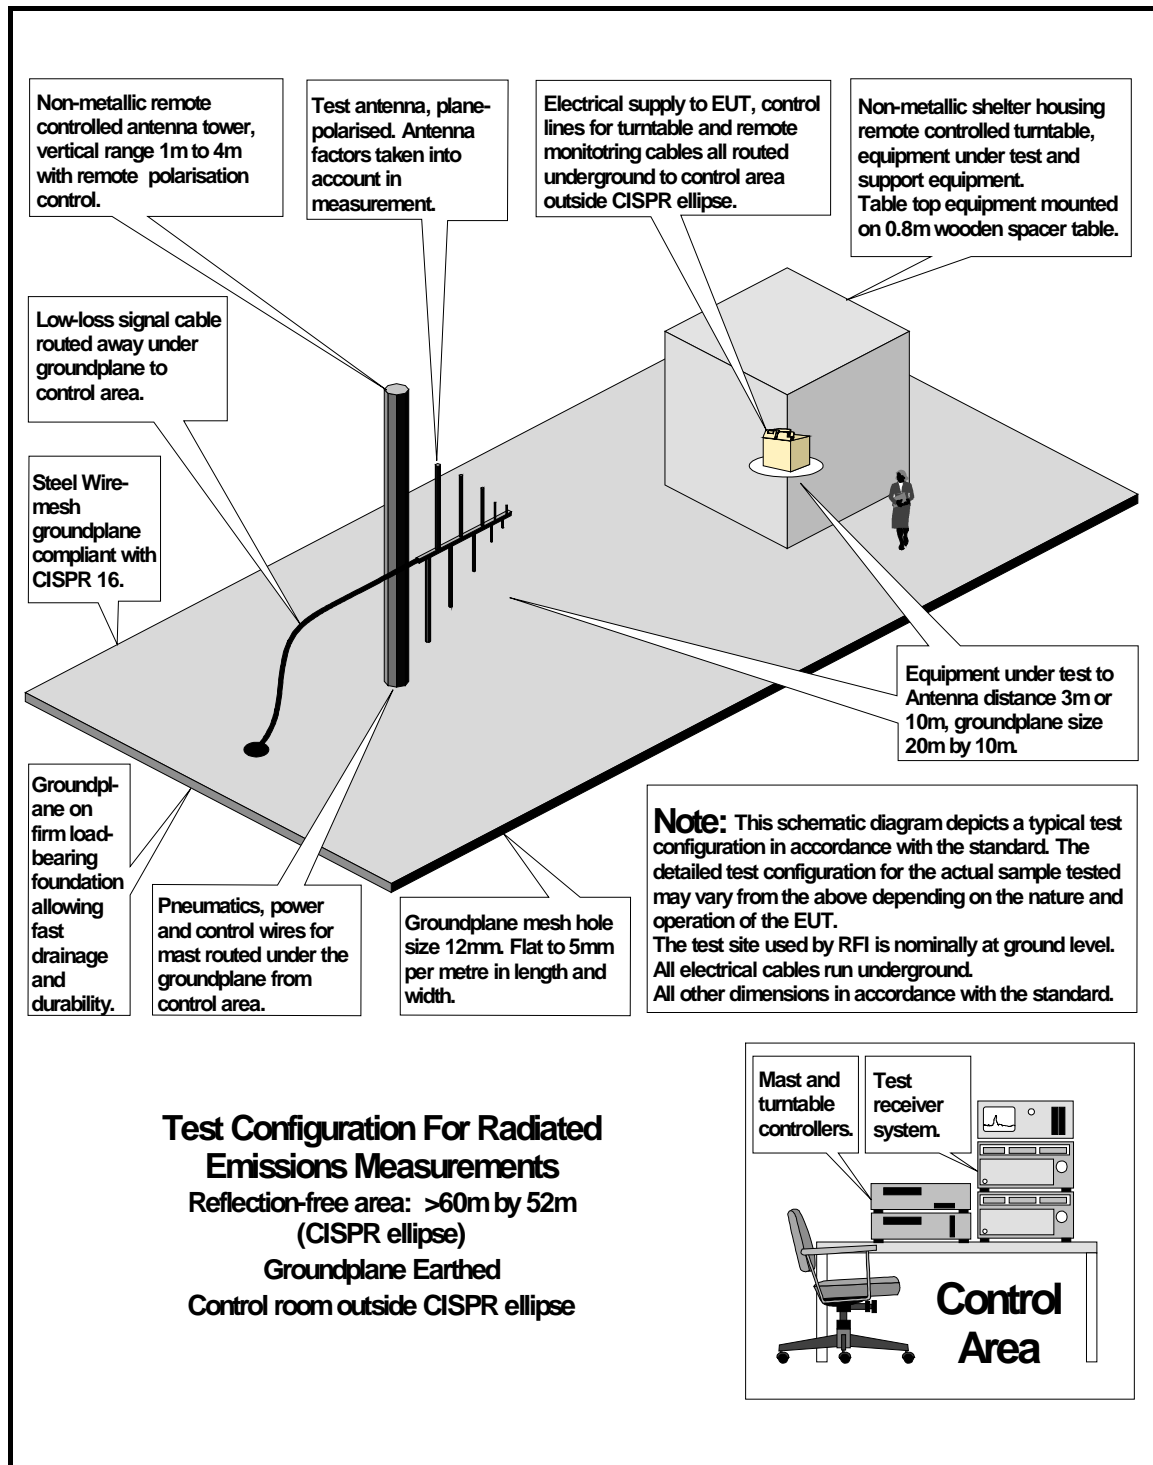 Non-metallic remote
controlled antenna tower,
vertical range 1m to 4m
with remote polarisation
control.
Test antenna, plane-
polarised. Antenna
factors taken into
account in
measurement.
Electrical supply to EUT, control
lines for turntable and remote
monitotring cables all routed
underground to control area
outside CISPR ellipse.
Non-metallic shelter housing
remote controlled turntable,
equipment under test and
support equipment.
Table top equipment mounted
on 0.8m wooden spacer table.
Low-loss signal cable
routed away under
groundplane to
control area.
Steel Wire-
mesh
groundplane
compliant with
CISPR 16.
Equipment under test to
Antenna distance 3m or
10m, groundplane size
20m by 10m.
Groundpl-
ane on
firm load-
bearing
foundation
allowing
fast
drainage
and
durability.
Pneumatics, power
and control wires for
mast routed under the
groundplane from
control area.
Groundplane mesh hole
size 12mm. Flat to 5mm
per metre in length and
width.
Note: This schematic diagram depicts a typical test
configuration in accordance with the standard. The
detailed test configuration for the actual sample tested
may vary from the above depending on the nature and
operation of the EUT.
The test site used by RFI is nominally at ground level.
All electrical cables run underground.
All other dimensions in accordance with the standard.
Test Configuration For Radiated
Emissions Measurements
Reflection-free area: >60m by 52m
(CISPR ellipse)
Groundplane Earthed
Control room outside CISPR ellipse
Mast and
turntable
controllers.
Test
receiver
system.
Control
Area